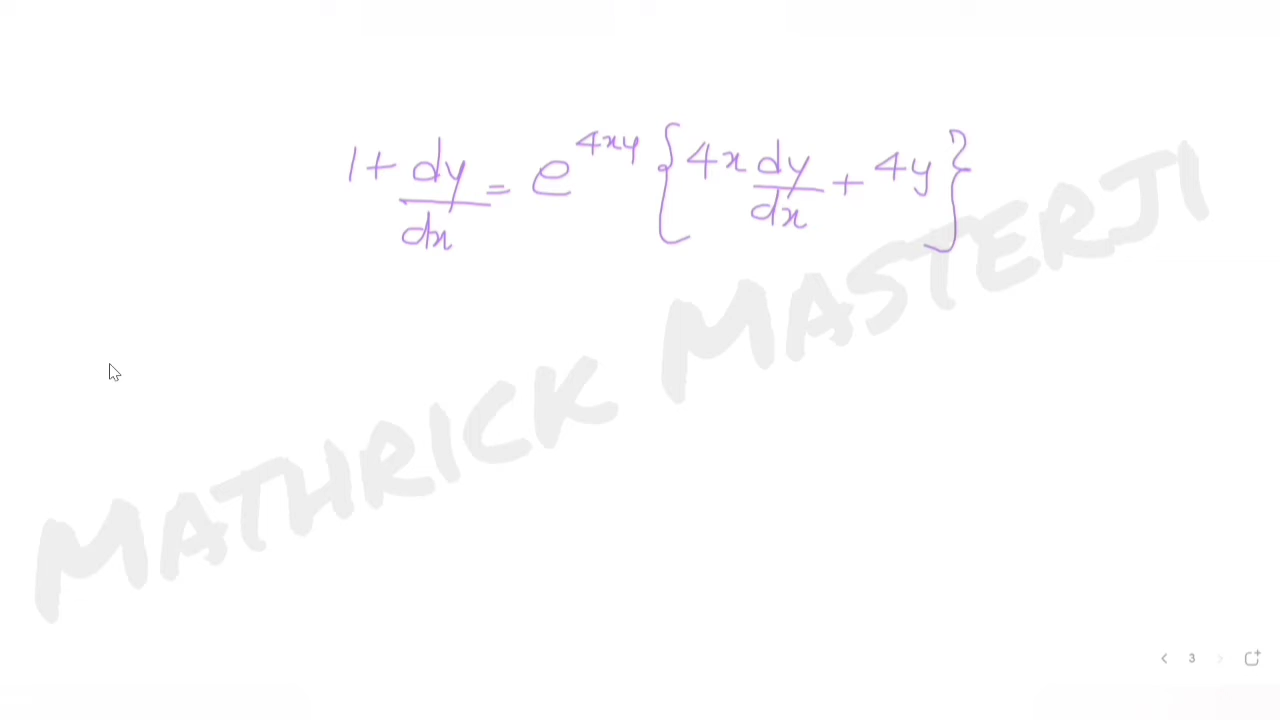 1 + dy/dx = e^{4xy} {4x dy/dx + 4y}
MATHRICK MASTERJI
3